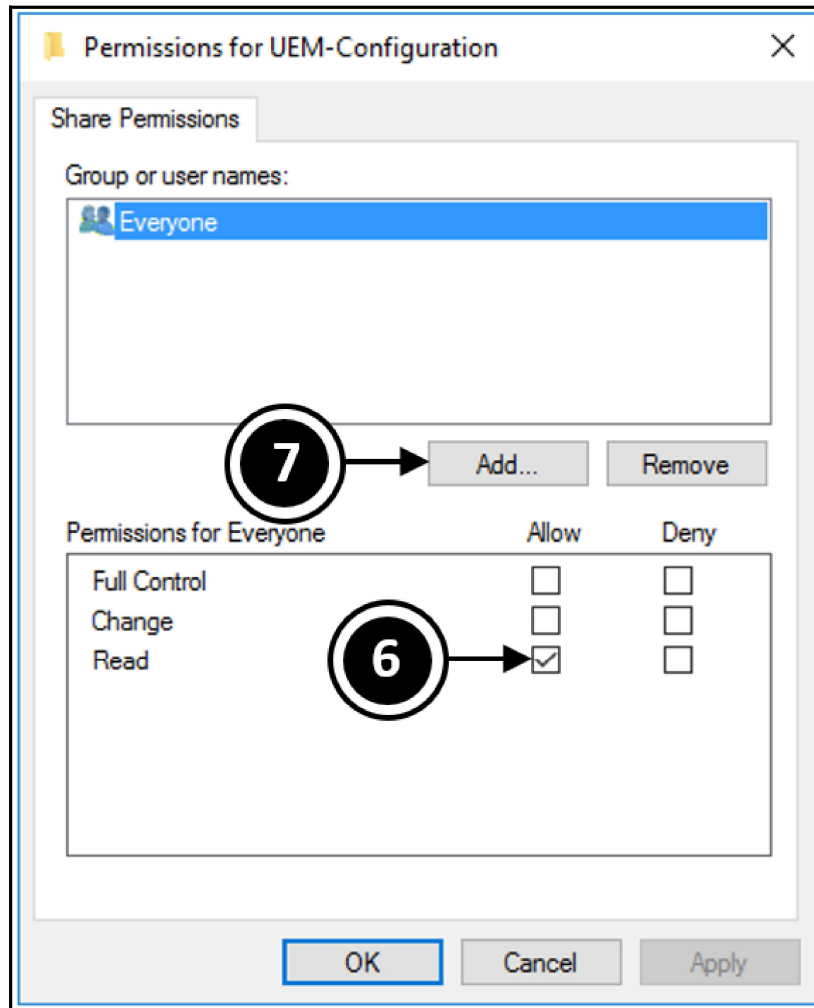 Permissions for UEM-Configuration
Share Permissions
Group or user names:
Everyone
7
Add...
Remove
Permissions for Everyone
Allow
Deny
Full Control
Change
6
Read
OK
Cancel
Apply